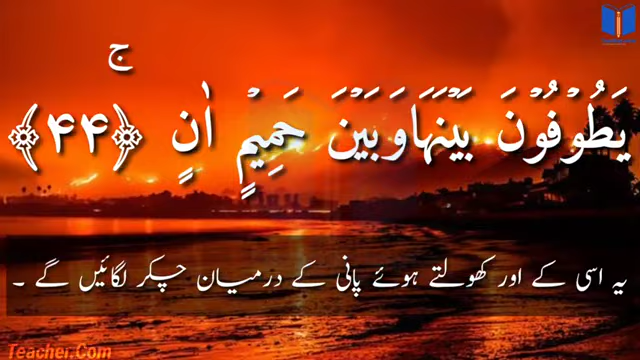 يَطُوْفُوْنَ بَيْنَهَا وَبَيْنَ حَمِيْمٍ اٰنٍ ۚ ﴿۴۴﴾
یہ اسی کے اور کھولتے ہوئے پانی کے درمیان چکر لگائیں گے ۔
Teacher.Com